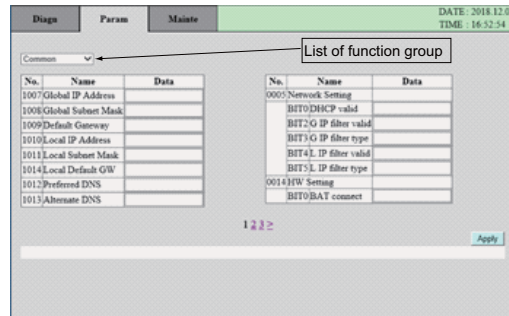 Diagn Param Mainte
DATE : 2018.12.0
TIME : 16:52:54
Common
List of function group
No. Name Data
1007 Global IP Address
1008 Global Subnet Mask
1009 Default Gateway
1010 Local IP Address
1011 Local Subnet Mask
1014 Local Default GW
1012 Preferred DNS
1013 Alternate DNS
No. Name Data
0005 Network Setting
BIT0 DHCP valid
BIT2 G IP filter valid
BIT3 G IP filter type
BIT4 L IP filter valid
BIT5 L IP filter type
0014 HW Setting
BIT0 BAT connect
1 2 3 >
Apply